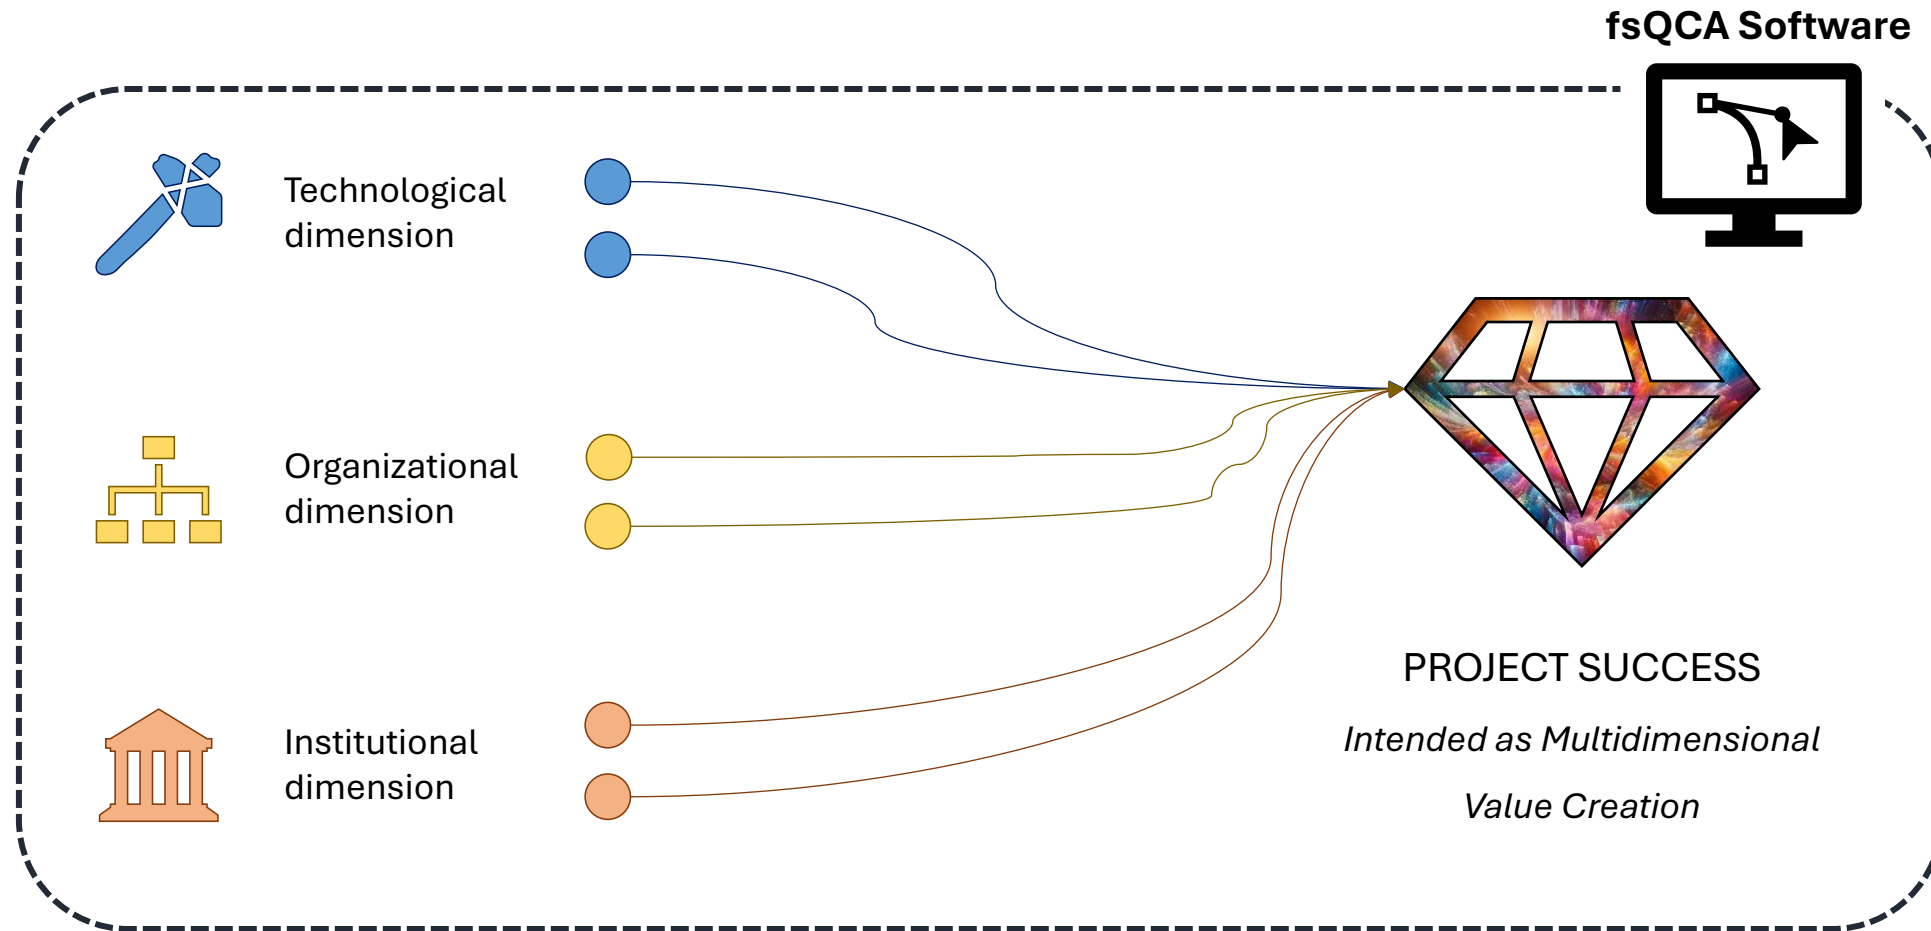 fsQCA Software
Technological
dimension
Organizational
dimension
Institutional
dimension
PROJECT SUCCESS
Intended as Multidimensional
Value Creation